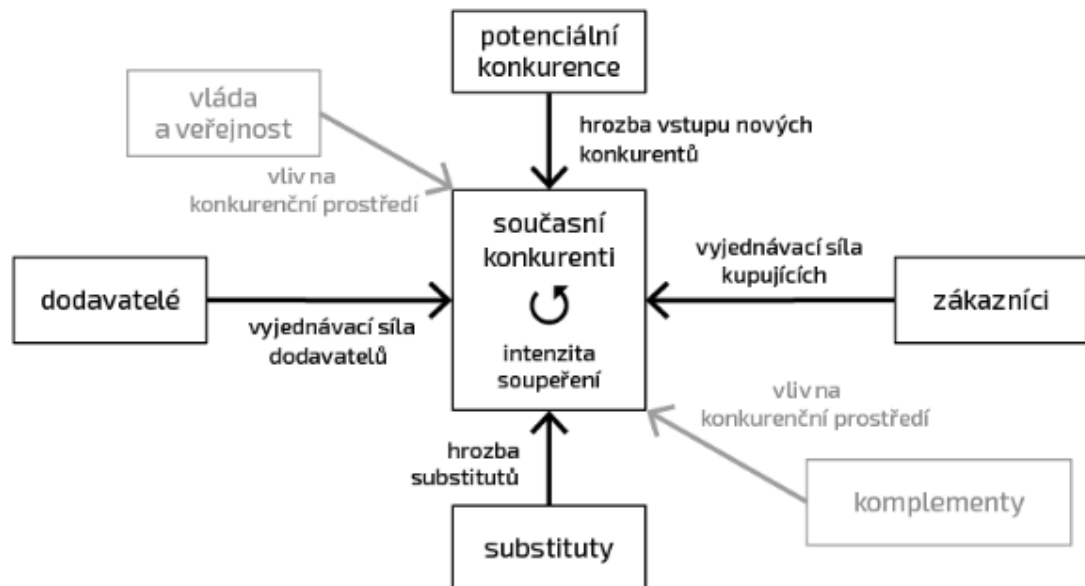 potenciální
konkurence
vláda
a veřejnost
hrozba vstupu nových
konkurentů
vliv na
konkurenční prostředí
současní
konkurenti
intenzita
soupeření
dodavatelé
vyjednávací síla
dodavatelů
vyjednávací síla
kupujících
zákazníci
vliv na
konkurenční prostředí
hrozba
substitutů
komplementy
substituty